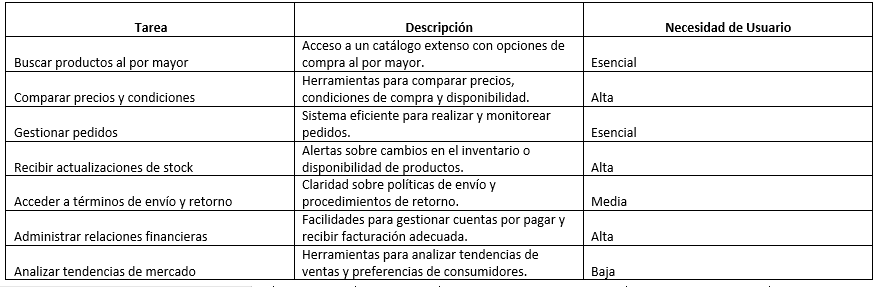 Tarea Descripción Necesidad de Usuario
Acceso a un catálogo extenso con opciones de
Buscar productos al por mayor compra al por mayor. Esencial
Herramientas para comparar precios,
Comparar precios y condiciones condiciones de compra y disponibilidad. Alta
Sistema eficiente para realizar y monitorear
Gestionar pedidos pedidos. Esencial
Alertas sobre cambios en el inventario o
Recibir actualizaciones de stock disponibilidad de productos. Alta
Claridad sobre políticas de envío y
Acceder a términos de envío y retorno procedimientos de retorno. Media
Facilidades para gestionar cuentas por pagar y
Administrar relaciones financieras recibir facturación adecuada. Alta
Herramientas para analizar tendencias de
Analizar tendencias de mercado ventas y preferencias de consumidores. Baja